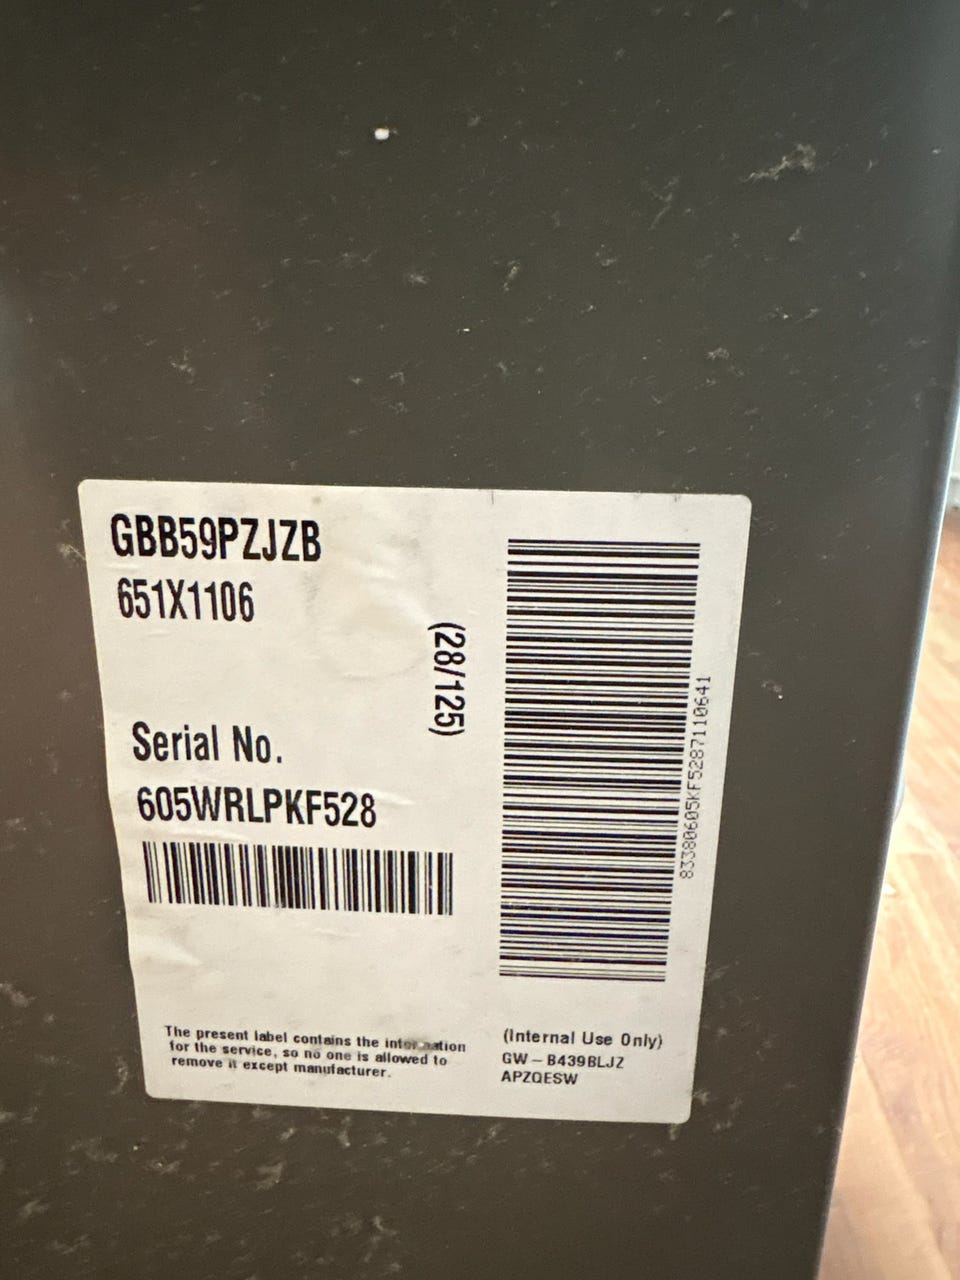 GBB59PZJZB
651X1106
(28/125)
Serial No.
605WRLPKF528
83380605KF5287110641
The present label contains the information
for the service, so no one is allowed to
remove it except manufacturer.
(Internal Use Only)
GW-B439BLJZ
APZQESW